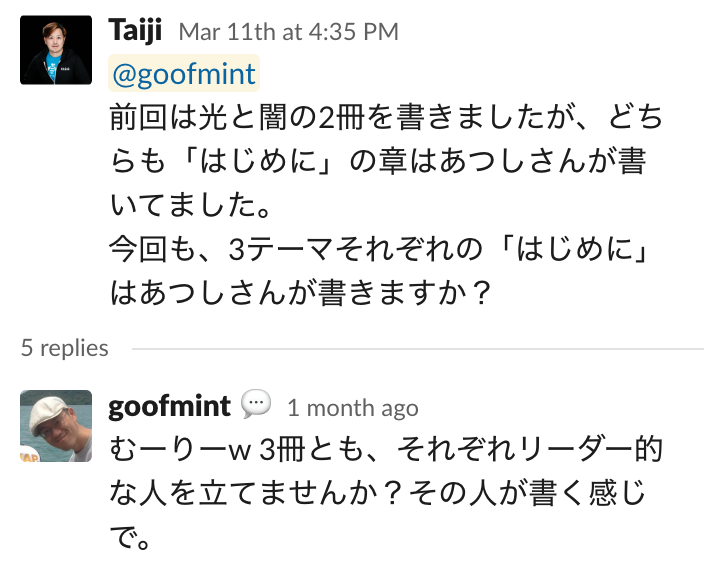 Taiji Mar 11th at 4:35 PM
@goofmint
前回は光と闇の2冊を書きましたが、どち
らも「はじめに」の章はあつしさんが書
いてました。
今回も、3テーマそれぞれの「はじめに」
はあつしさんが書きますか？
5 replies
goofmint 1 month ago
むーりーw 3冊とも、それぞれリーダー的
な人を立てませんか？その人が書く感じ
で。